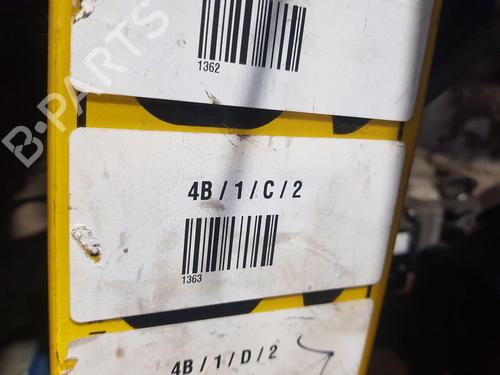 1362
B-PARTS
4B / 1 / C / 2
1363
4B / 1 / D / 2